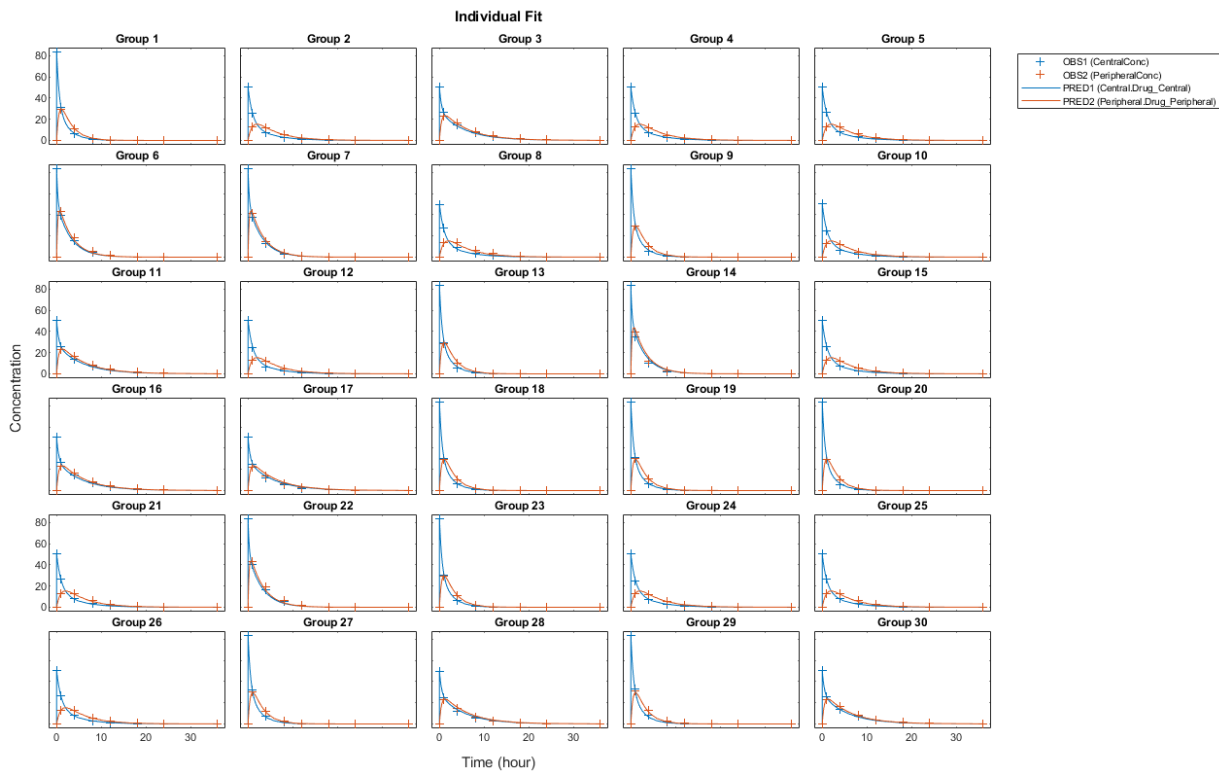 Individual Fit
Group 1
Group 2
Group 3
Group 4
Group 5
80
60
40
20
0
OBS1 (CentralConc)
OBS2 (PeripheralConc)
PRED1 (Central.Drug_Central)
PRED2 (Peripheral.Drug_Peripheral)
Group 6
Group 7
Group 8
Group 9
Group 10
Group 11
Group 12
Group 13
Group 14
Group 15
80
60
40
20
0
Group 16
Group 17
Group 18
Group 19
Group 20
Group 21
Group 22
Group 23
Group 24
Group 25
80
60
40
20
0
Group 26
Group 27
Group 28
Group 29
Group 30
0 10 20 30
0 10 20 30
0 10 20 30
Concentration
Time (hour)